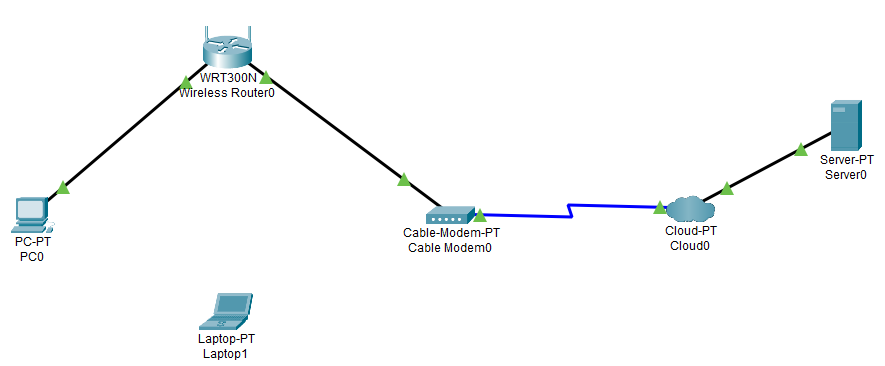 WRT300N
Wireless Router0
Server-PT
Server0
Cable-Modem-PT
Cable Modem0
Cloud-PT
Cloud0
PC-PT
PC0
Laptop-PT
Laptop1